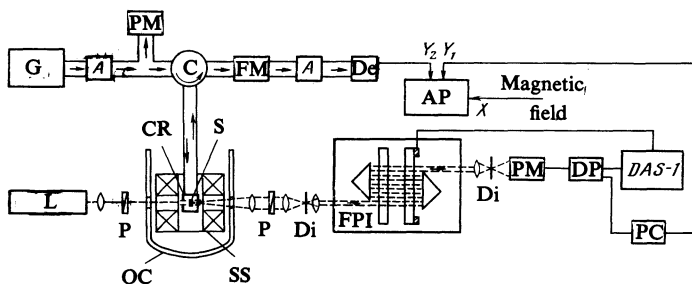 PM
G
A
C
FM
A
De
Y₂ Y₁
AP
X
Magnetic
field
CR
S
L
P
OC
SS
P
Di
FPI
Di
PM
DP
DAS-1
PC